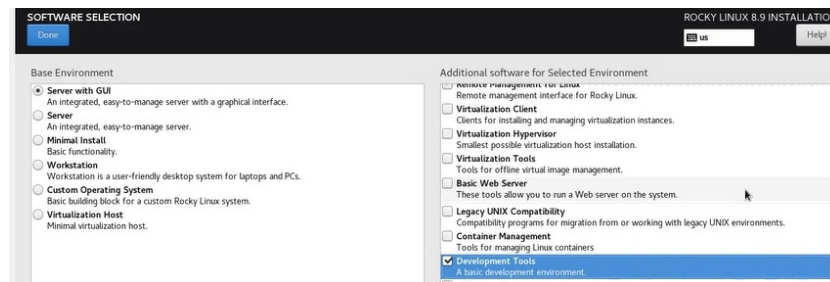 SOFTWARE SELECTION
ROCKY LINUX 8.9 INSTALLATIO
Done
us
Help!
Base Environment
Server with GUI
An integrated, easy-to-manage server with a graphical interface.
Server
An integrated, easy-to-manage server.
Minimal Install
Basic functionality.
Workstation
Workstation is a user-friendly desktop system for laptops and PCs.
Custom Operating System
Basic building block for a custom Rocky Linux system.
Virtualization Host
Minimal virtualization host.
Additional software for Selected Environment
Remote Management for Linux
Remote management interface for Rocky Linux.
Virtualization Client
Clients for installing and managing virtualization instances.
Virtualization Hypervisor
Smallest possible virtualization host installation.
Virtualization Tools
Tools for offline virtual image management.
Basic Web Server
These tools allow you to run a Web server on the system.
Legacy UNIX Compatibility
Compatibility programs for migration from or working with legacy UNIX environments.
Container Management
Tools for managing Linux containers
Development Tools
A basic development environment.